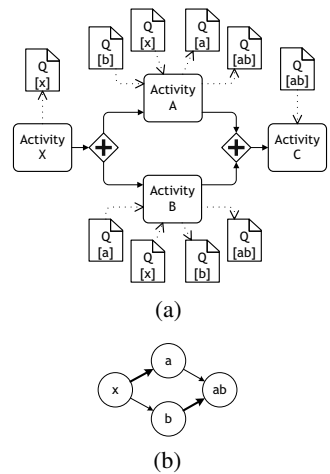 Q
[x]
Q
[b]
Q
[x]
Q
[a]
Q
[ab]
Q
[ab]
Activity
X
Activity
A
Activity
C
Activity
B
Q
[a]
Q
[x]
Q
[b]
Q
[ab]
(a)
x
a
b
ab
(b)